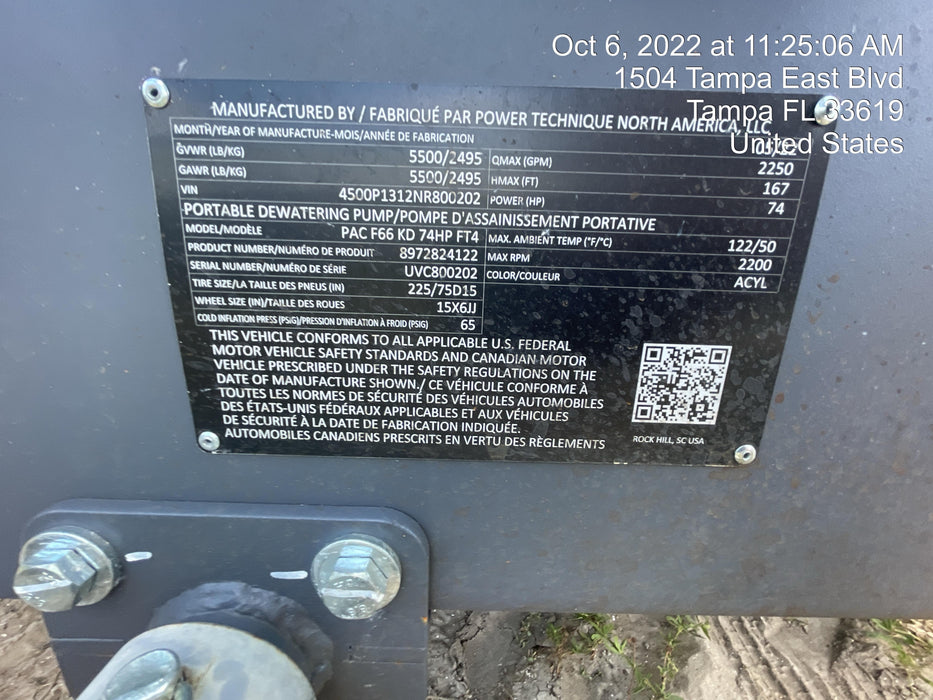 Oct 6, 2022 at 11:25:06 AM
1504 Tampa East Blvd
Tampa FL 33619
United States
MANUFACTURED BY / FABRIQUÉ PAR POWER TECHNIQUE NORTH AMERICA, LLC
MONTH/YEAR OF MANUFACTURE-MOIS/ANNÉE DE FABRICATION
GVWR (LB/KG) 5500/2495 QMAX (GPM) 2250
GAWR (LB/KG) 5500/2495 HMAX (FT) 167
VIN 4500P1312NR800202 POWER (HP) 74
PORTABLE DEWATERING PUMP/POMPE D'ASSAINISSEMENT PORTATIVE
MODEL/MODÈLE PAC F66 KD 74HP FT4 MAX. AMBIENT TEMP (°F/°C) 122/50
PRODUCT NUMBER/NUMÉRO DE PRODUIT 8972824122 MAX RPM 2200
SERIAL NUMBER/NUMÉRO DE SÉRIE UVC800202 COLOR/COULEUR ACYL
TIRE SIZE/LA TAILLE DES PNEUS (IN) 225/75D15
WHEEL SIZE (IN)/TAILLE DES ROUES 15X6JJ
COLD INFLATION PRESS (PSIG)/PRESSION D'INFLATION À FROID (PSIG) 65
THIS VEHICLE CONFORMS TO ALL APPLICABLE U.S. FEDERAL
MOTOR VEHICLE SAFETY STANDARDS AND CANADIAN MOTOR
VEHICLE PRESCRIBED UNDER THE SAFETY REGULATIONS ON THE
DATE OF MANUFACTURE SHOWN./ CE VÉHICULE CONFORME À
TOUTES LES NORMES DE SÉCURITÉ DES VÉHICULES AUTOMOBILES
DES ÉTATS-UNIS FÉDÉRAUX APPLICABLES ET AUX VÉHICULES
DE SÉCURITÉ À LA DATE DE FABRICATION INDIQUÉE.
AUTOMOBILES CANADIENS PRESCRITS EN VERTU DES RÈGLEMENTS
ROCK HILL, SC USA